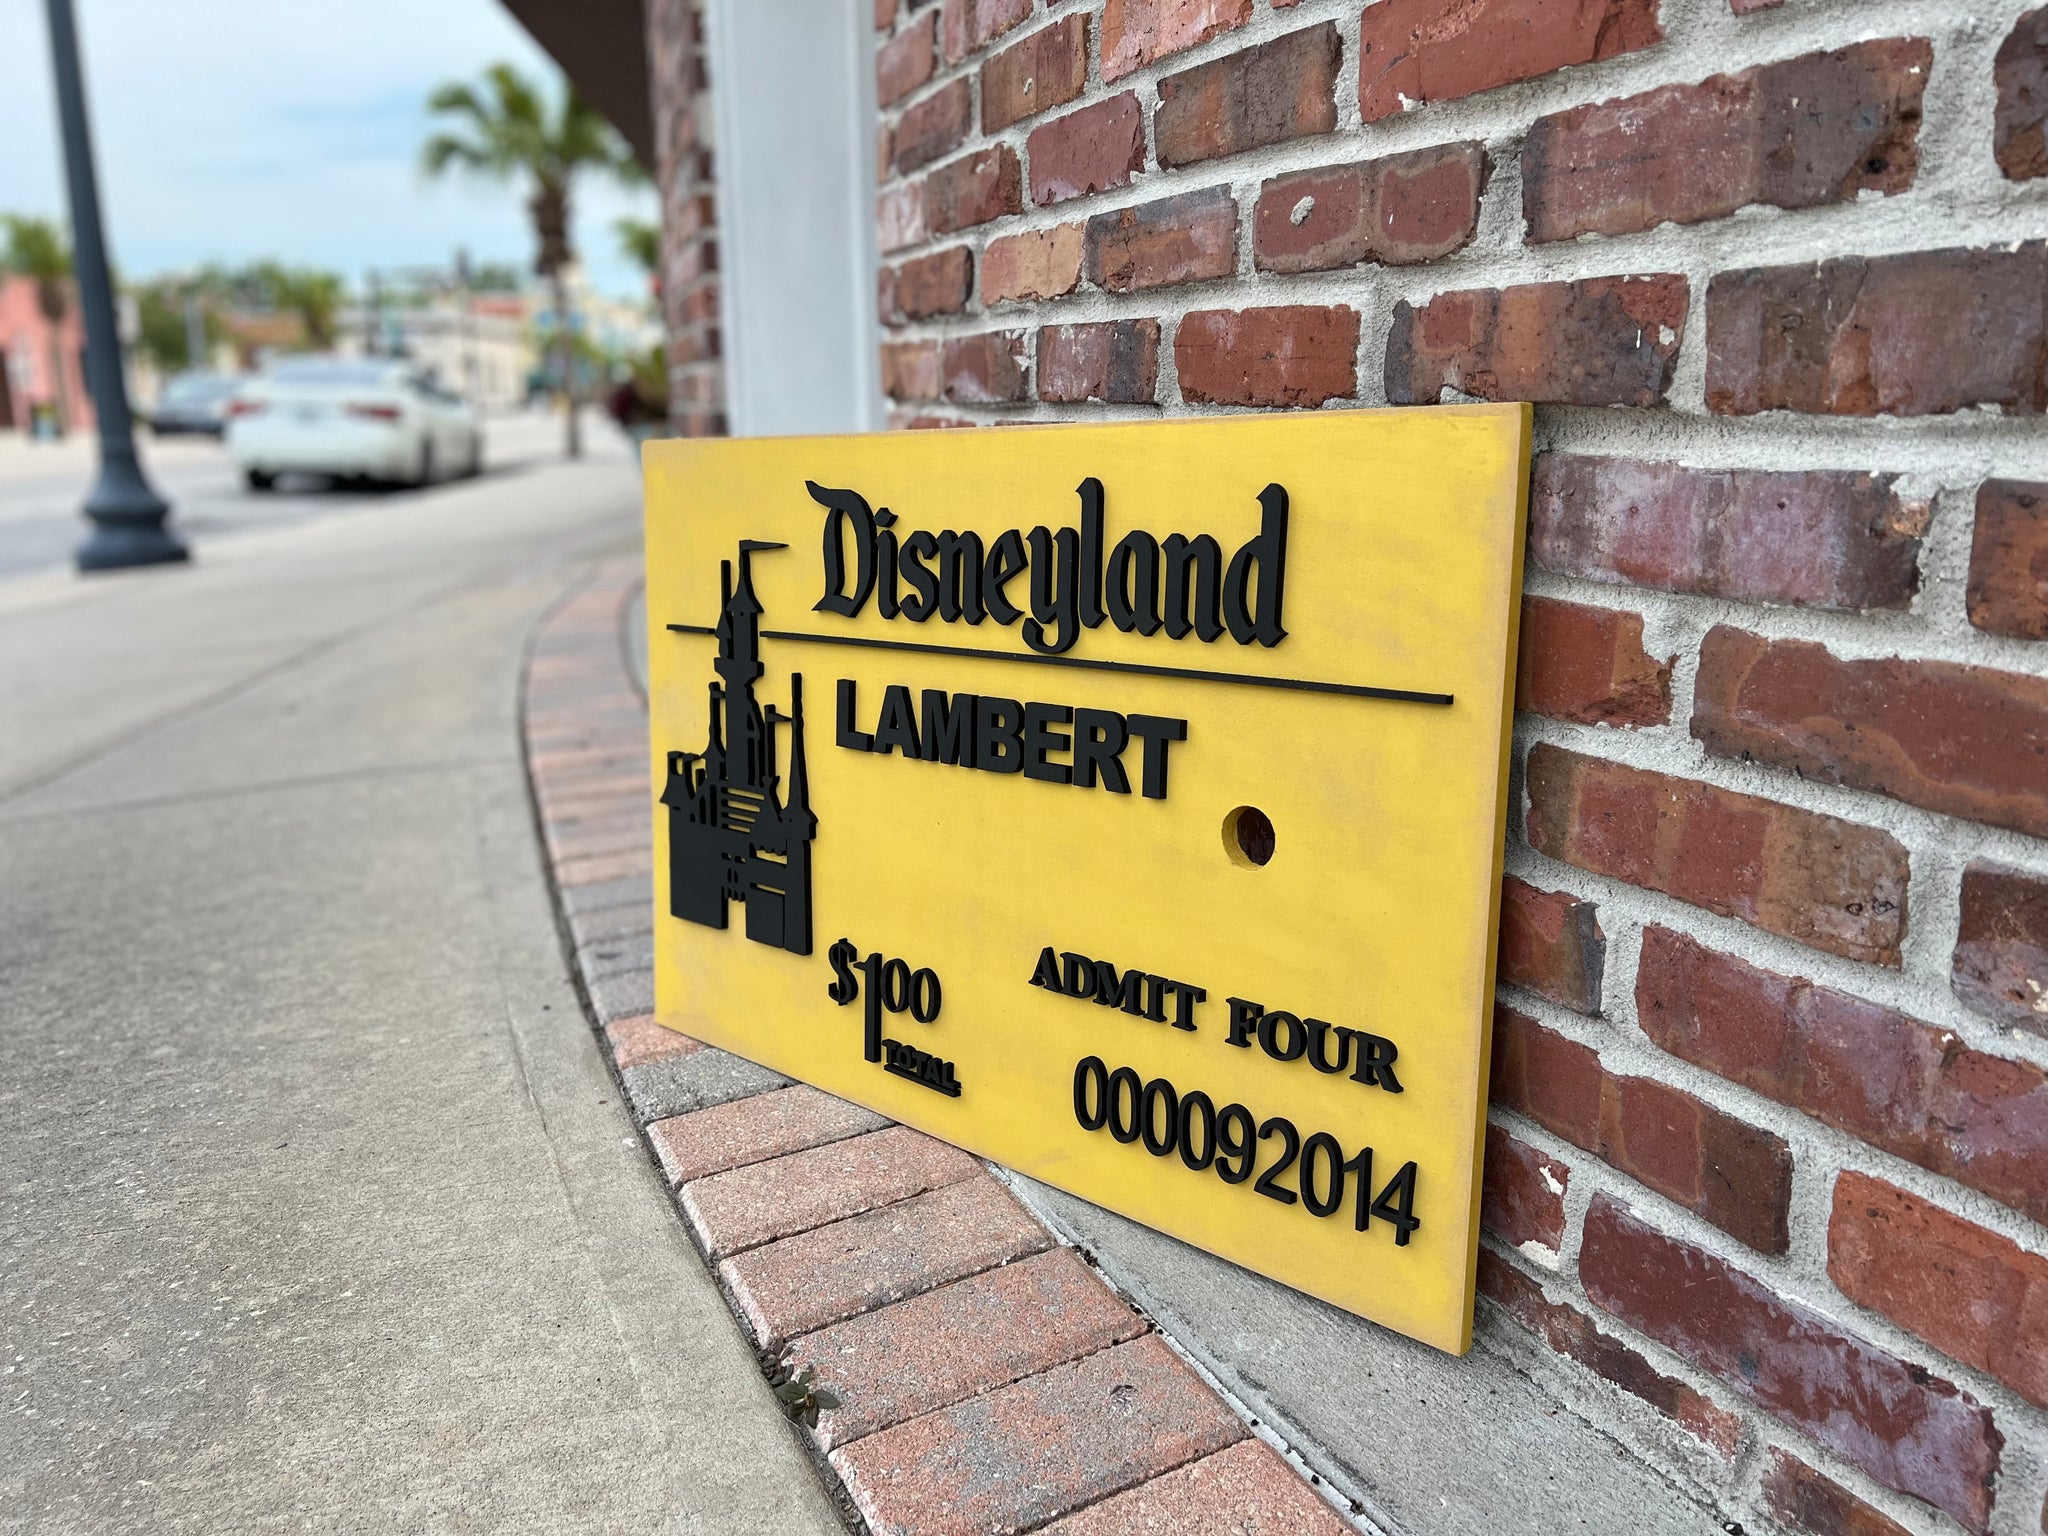 Disneyland
LAMBERT
$1.00
TOTAL
ADMIT FOUR
000092014